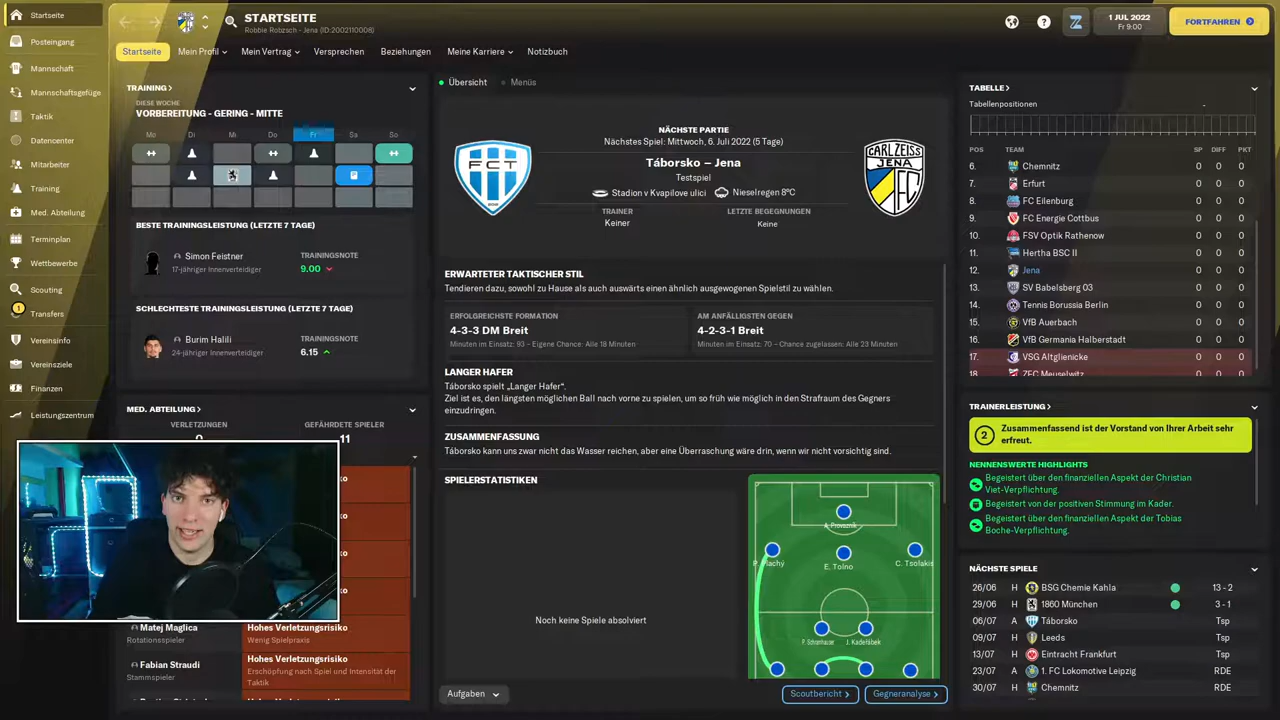 Startseite
STARTSEITE
Robbie Robzsch - Jena (ID:2002110008)
1 JUL 2022
Fr 9:00
FORTFAHREN
Posteingang
Mannschaft
Mannschaftsgefüge
Taktik
Datencenter
Mitarbeiter
Training
Med. Abteilung
Terminplan
Wettbewerbe
Scouting
1
Transfers
Vereinsinfo
Vereinsziele
Finanzen
Leistungszentrum
Startseite
Mein Profil
Mein Vertrag
Versprechen
Beziehungen
Meine Karriere
Notizbuch
TRAINING
DIESE WOCHE
VORBEREITUNG - GERING - MITTE
Mo Di Mi Do Fr Sa So
BESTE TRAININGSLEISTUNG (LETZTE 7 TAGE)
Simon Feistner
17-jähriger Innenverteidiger
TRAININGSNOTE
9.00
SCHLECHTESTE TRAININGSLEISTUNG (LETZTE 7 TAGE)
Burim Halili
24-jähriger Innenverteidiger
TRAININGSNOTE
6.15
MED. ABTEILUNG
VERLETZUNGEN
GEFÄHRDETE SPIELER
11
Matej Maglica
Rotationsspieler
Hohes Verletzungsrisiko
Wenig Spielpraxis
Fabian Straudi
Stammspieler
Hohes Verletzungsrisiko
Erschöpfung nach Spiel und Intensität der
Taktik
Übersicht
Menüs
NÄCHSTE PARTIE
Nächstes Spiel: Mittwoch, 6. Juli 2022 (5 Tage)
Táborsko – Jena
Testspiel
Stadion v Kvapilove ulici
Nieselregen 8ºC
TRAINER
Keiner
LETZTE BEGEGNUNGEN
Keine
FCT
CARL ZEISS
JENA
FC
ERWARTETER TAKTISCHER STIL
Tendieren dazu, sowohl zu Hause als auch auswärts einen ähnlich ausgewogenen Spielstil zu wählen.
ERFOLGREICHSTE FORMATION
4-3-3 DM Breit
Minuten im Einsatz: 93 – Eigene Chance: Alle 18 Minuten
AM ANFÄLLIGSTEN GEGEN
4-2-3-1 Breit
Minuten im Einsatz: 70 – Chance zugelassen: Alle 23 Minuten
LANGER HAFER
Táborsko spielt „Langer Hafer“.
Ziel ist es, den längsten möglichen Ball nach vorne zu spielen, um so früh wie möglich in den Strafraum des Gegners
einzudringen.
ZUSAMMENFASSUNG
Táborsko kann uns zwar nicht das Wasser reichen, aber eine Überraschung wäre drin, wenn wir nicht vorsichtig sind.
SPIELERSTATISTIKEN
Noch keine Spiele absolviert
A. Provazník
E. Tolno
C. Tsolakis
J. Kadeřábek
Aufgaben
Scoutbericht
Gegneranalyse
TABELLE
Tabellenpositionen
-
POS TEAM SP DIFF PKT
6. Chemnitz 0 0 0
7. Erfurt 0 0 0
8. FC Eilenburg 0 0 0
9. FC Energie Cottbus 0 0 0
10. FSV Optik Rathenow 0 0 0
11. Hertha BSC II 0 0 0
12. Jena 0 0 0
13. SV Babelsberg 03 0 0 0
14. Tennis Borussia Berlin 0 0 0
15. VfB Auerbach 0 0 0
16. VfB Germania Halberstadt 0 0 0
17. VSG Altglienicke 0 0 0
18. ZFC Meuselwitz 0 0 0
TRAINERLEISTUNG
2
Zusammenfassend ist der Vorstand von Ihrer Arbeit sehr
erfreut.
NENNENSWERTE HIGHLIGHTS
Begeistert über den finanziellen Aspekt der Christian
Viet-Verpflichtung.
Begeistert von der positiven Stimmung im Kader.
Begeistert über den finanziellen Aspekt der Tobias
Boche-Verpflichtung.
NÄCHSTE SPIELE
26/06 H BSG Chemie Kahla 13 - 2
29/06 H 1860 München 3 - 1
06/07 A Táborsko Tsp
09/07 H Leeds Tsp
13/07 H Eintracht Frankfurt Tsp
23/07 A 1. FC Lokomotive Leipzig RDE
30/07 H Chemnitz RDE